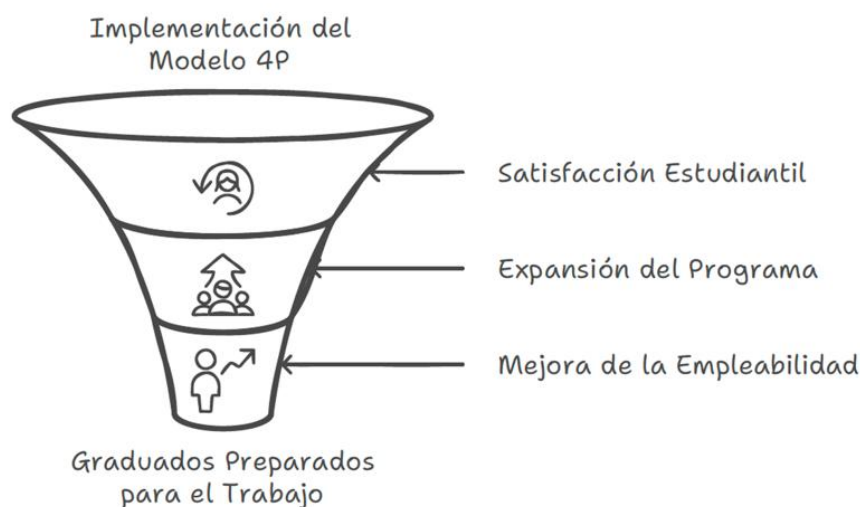 Implementación del
Modelo 4P
Satisfacción Estudiantil
Expansión del Programa
Mejora de la Empleabilidad
Graduados Preparados
para el Trabajo